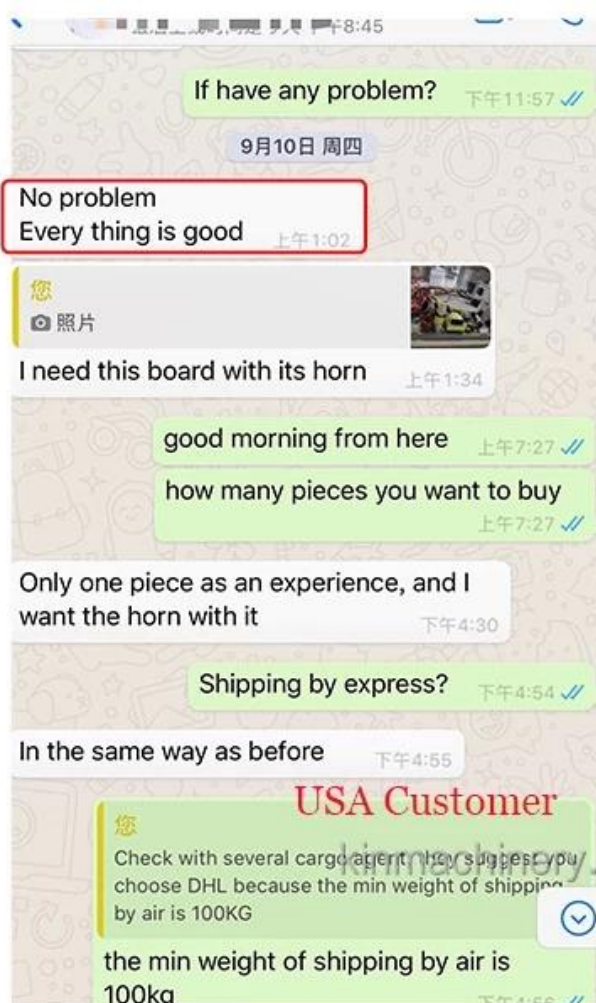 8:45
If have any problem?
下午11:57
9月10日 周四
No problem
Every thing is good
上午1:02
您
照片
I need this board with its horn
上午1:34
good morning from here
上午7:27
how many pieces you want to buy
上午7:27
Only one piece as an experience, and I
want the horn with it
下午4:30
Shipping by express?
下午4:54
In the same way as before
下午4:55
USA Customer
您
Check with several cargo agent, they suggest you
choose DHL because the min weight of shipping
by air is 100KG
kinmachinery.
the min weight of shipping by air is
100kg
下午4:56